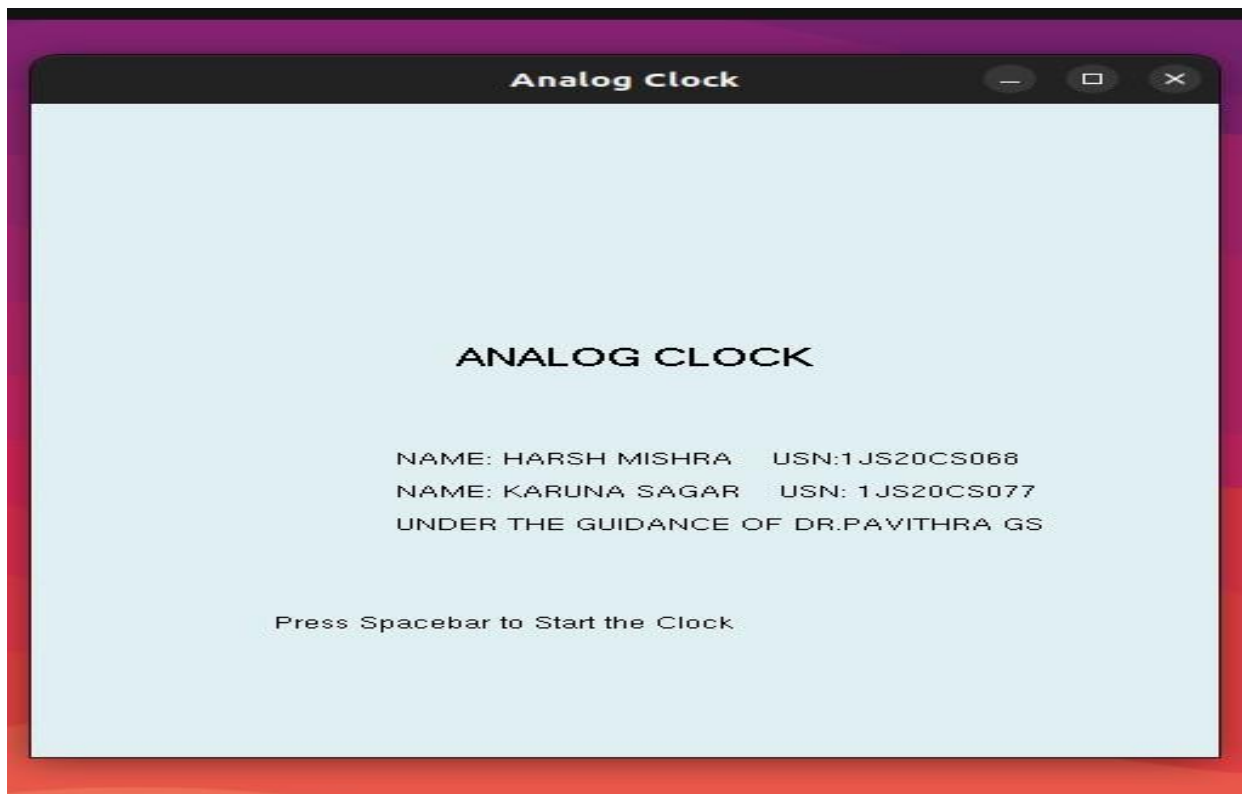 Analog Clock
ANALOG CLOCK
NAME: HARSH MISHRA USN:1JS20CS068
NAME: KARUNA SAGAR USN: 1JS20CS077
UNDER THE GUIDANCE OF DR.PAVITHRA GS
Press Spacebar to Start the Clock